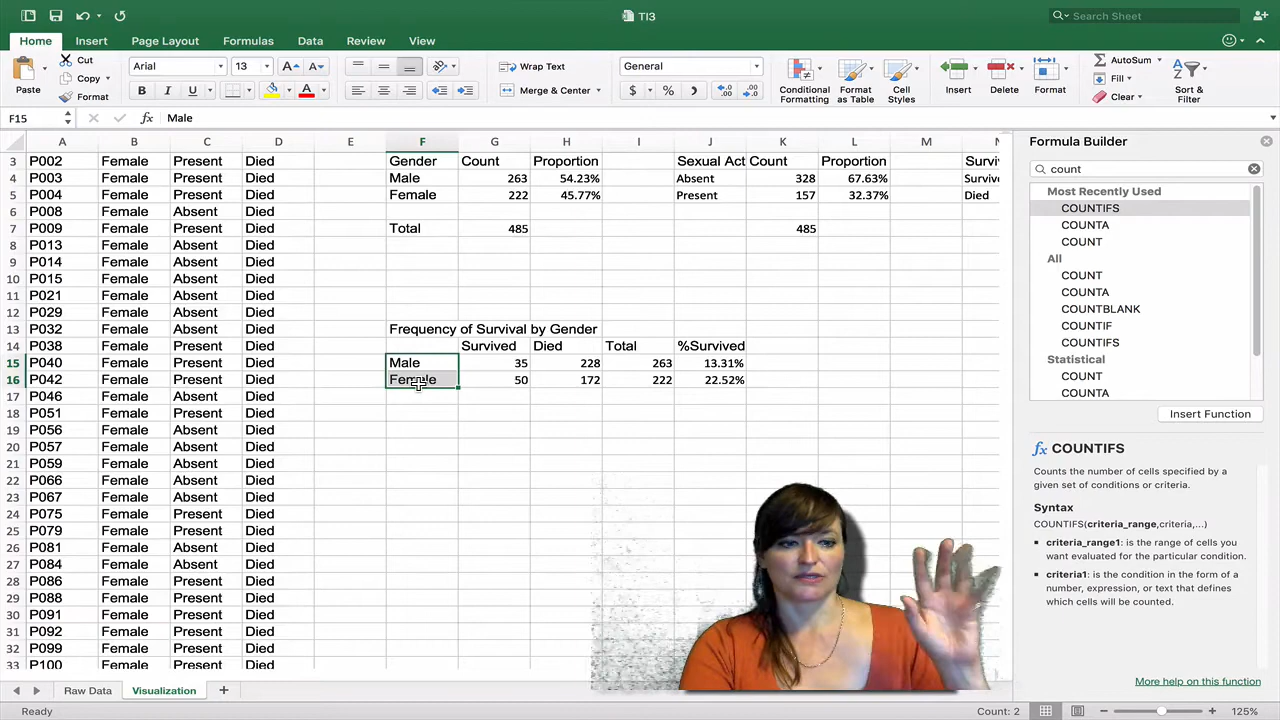 TI3
Search Sheet
Home Insert Page Layout Formulas Data Review View
Paste
Cut
Copy
Format
Arial 13
B I U
Wrap Text
Merge & Center
General
$ %
Conditional Formatting
Format as Table
Cell Styles
Insert
Delete
Format
AutoSum
Fill
Clear
Sort & Filter
F15 fx Male
A B C D E F G H I J K L M N
3 P002 Female Present Died Gender Count Proportion Sexual Act Count Proportion
4 P003 Female Present Died Male 263 54.23% Absent 328 67.63%
5 P004 Female Present Died Female 222 45.77% Present 157 32.37% Died
6 P008 Female Absent Died
7 P009 Female Present Died Total 485 485
8 P013 Female Absent Died
9 P014 Female Absent Died
10 P015 Female Absent Died
11 P021 Female Absent Died
12 P029 Female Absent Died
13 P032 Female Absent Died Frequency of Survival by Gender
14 P038 Female Present Died Survived Died Total %Survived
15 P040 Female Present Died Male 35 228 263 13.31%
16 P042 Female Present Died Female 50 172 222 22.52%
17 P046 Female Absent Died
18 P051 Female Present Died
19 P056 Female Absent Died
20 P057 Female Absent Died
21 P059 Female Absent Died
22 P066 Female Absent Died
23 P067 Female Absent Died
24 P075 Female Present Died
25 P079 Female Present Died
26 P081 Female Absent Died
27 P084 Female Absent Died
28 P086 Female Present Died
29 P088 Female Present Died
30 P091 Female Present Died
31 P092 Female Present Died
32 P099 Female Present Died
33 P100 Female Present Died
Formula Builder
count
Most Recently Used
COUNTIFS
COUNTA
COUNT
All
COUNT
COUNTA
COUNTBLANK
COUNTIF
COUNTIFS
Statistical
COUNT
COUNTA
Insert Function
fx COUNTIFS
Counts the number of cells specified by a
given set of conditions or criteria.
Syntax
COUNTIFS(criteria_range,criteria,...)
criteria_range1: is the range of cells you
want evaluated for the particular condition.
criteria1: is the condition in the form of a
number, expression, or text that defines
which cells will be counted.
More help on this function
Raw Data Visualization +
Count: 2 125%